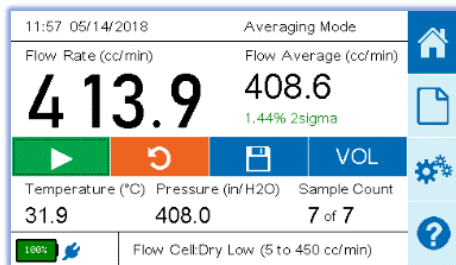 11:57 05/14/2018 Averaging Mode
Flow Rate (cc/min) Flow Average (cc/min)
413.9 408.6
1.44% 2sigma
VOL
Temperature (°C) Pressure (in/H2O) Sample Count
31.9 408.0 7 of 7
100% Flow Cell:Dry Low (5 to 450 cc/min)
?